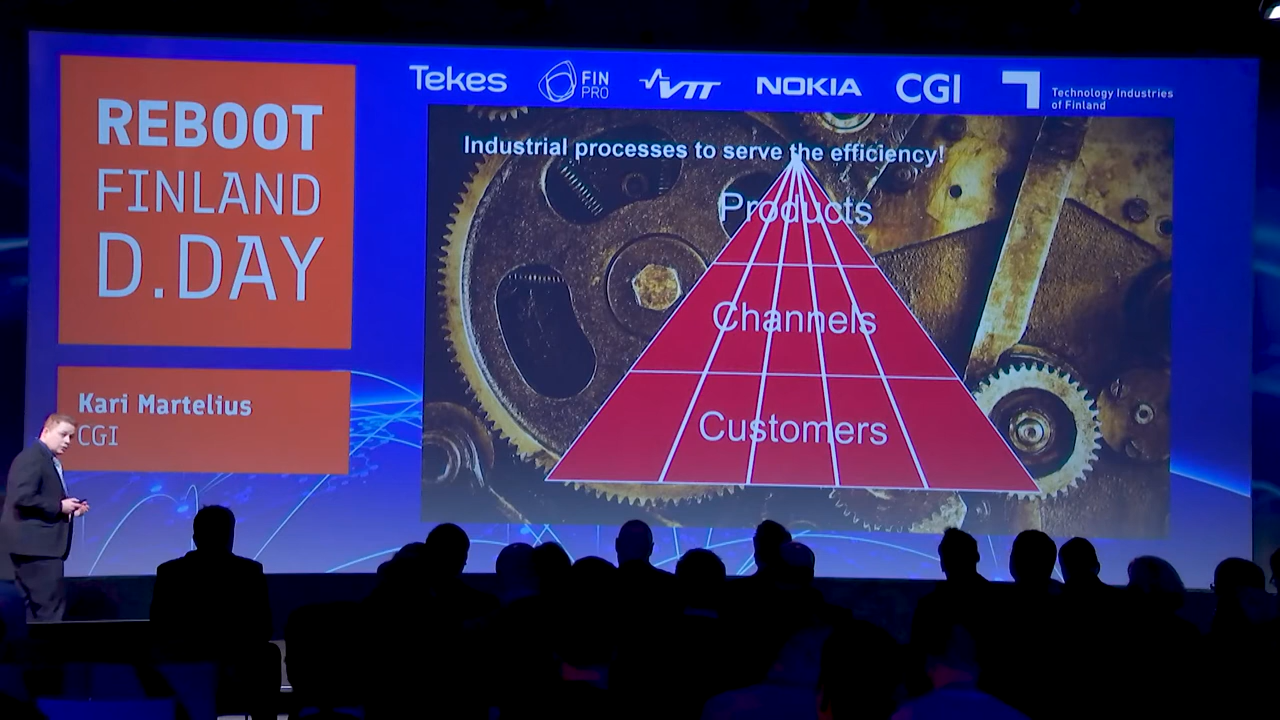 REBOOT
FINLAND
D.DAY
Kari Martelius
CGI
Tekes
FIN
PRO
VTT
NOKIA
CGI
Technology Industries
of Finland
Industrial processes to serve the efficiency!
Products
Channels
Customers